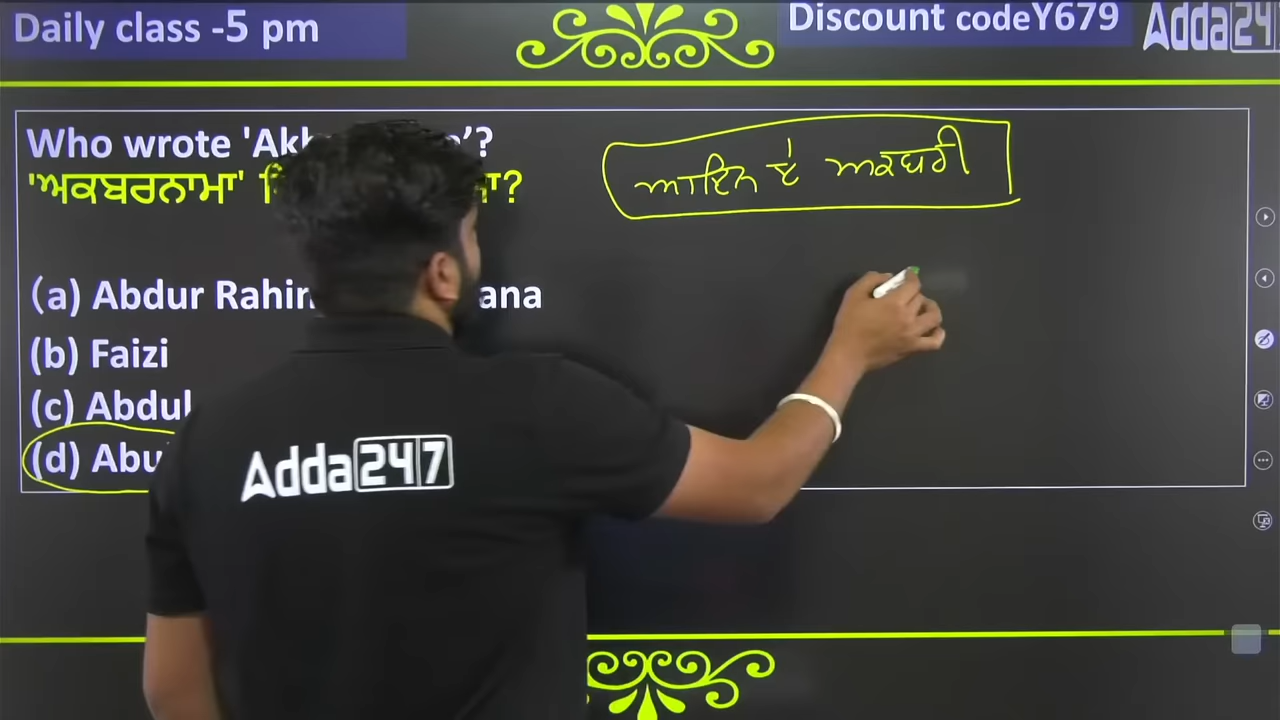 Daily class -5 pm
Discount codeY679
Adda24
Who wrote 'Ak
'?
'ਅਕਬਰਨਾਮਾ'
?
ਆਇਨ ਏ ਅਕਬਰੀ
(a) Abdur Rahim
ana
(b) Faizi
(c) Abdul
(d) Abu
Adda247